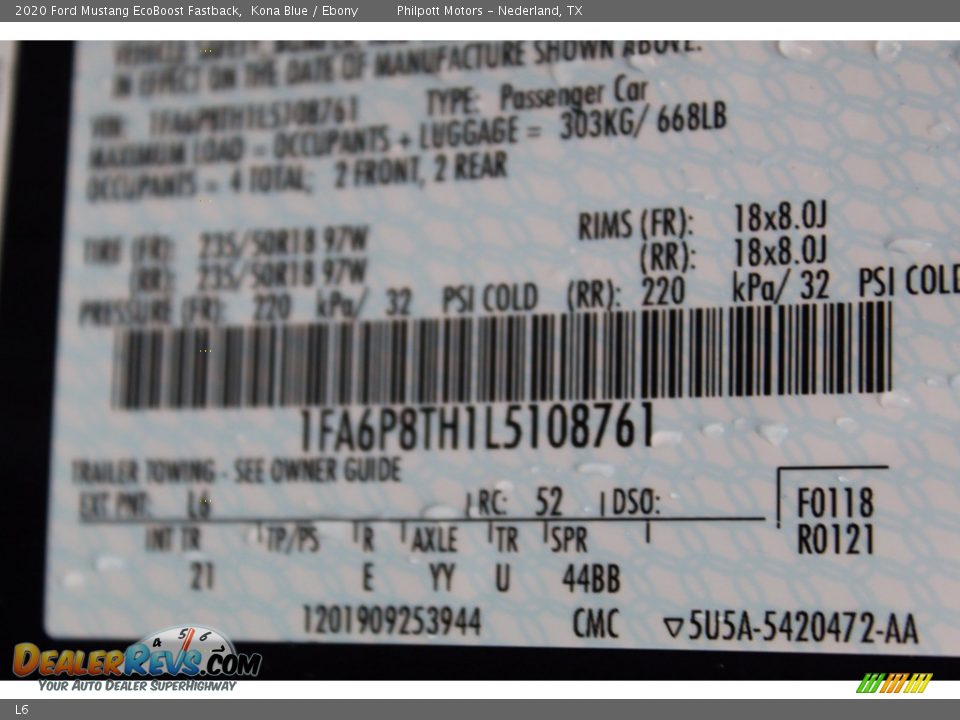 2020 Ford Mustang EcoBoost Fastback, Kona Blue / Ebony Philpott Motors - Nederland, TX
IN EFFECT ON THE DATE OF MANUFACTURE SHOWN ABOVE.
VIN: 1FA6P8TH1L5108761 TYPE: Passenger Car
MAXIMUM LOAD = OCCUPANTS + LUGGAGE = 303KG/ 668LB
OCCUPANTS = 4 TOTAL; 2 FRONT, 2 REAR
TIRE (FR): 235/50R18 97W RIMS (FR): 18x8.0J
(RR): 235/50R18 97W (RR): 18x8.0J
PRESSURE (FR): 220 kPa/ 32 PSI COLD (RR): 220 kPa/ 32 PSI COLD
1FA6P8TH1L5108761
TRAILER TOWING - SEE OWNER GUIDE
EXT PNT: L6 RC: 52 DSO: F0118
INT TR TP/PS R AXLE TR SPR R0121
21 E YY U 44BB
1201909253944 CMC ▽5U5A-5420472-AA
DEALERREVS.COM
YOUR AUTO DEALER SUPERHIGHWAY
L6